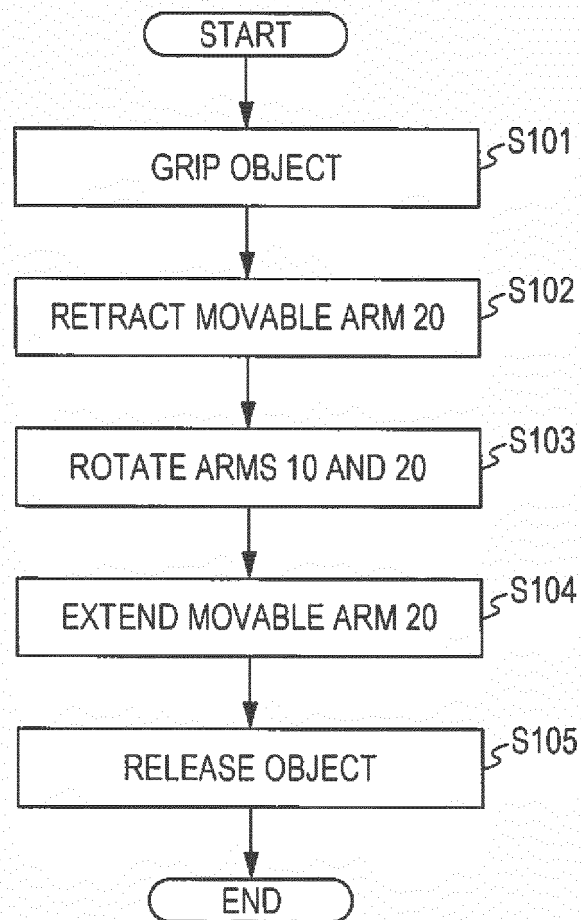 START
GRIP OBJECT
S101
RETRACT MOVABLE ARM 20
S102
ROTATE ARMS 10 AND 20
S103
EXTEND MOVABLE ARM 20
S104
RELEASE OBJECT
S105
END